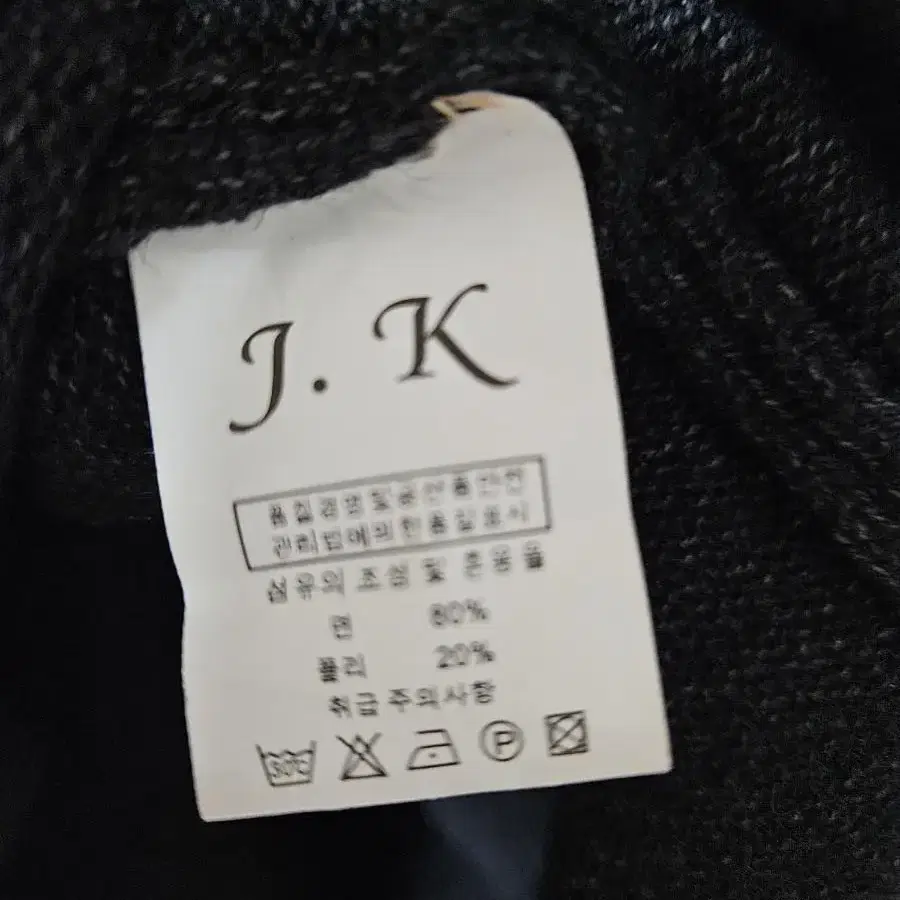 J. K
품질경영및공산품안전
관리법에의한품질표시
섬유의 조성 및 혼용율
면 80%
폴리 20%
취급 주의사항
30℃
P